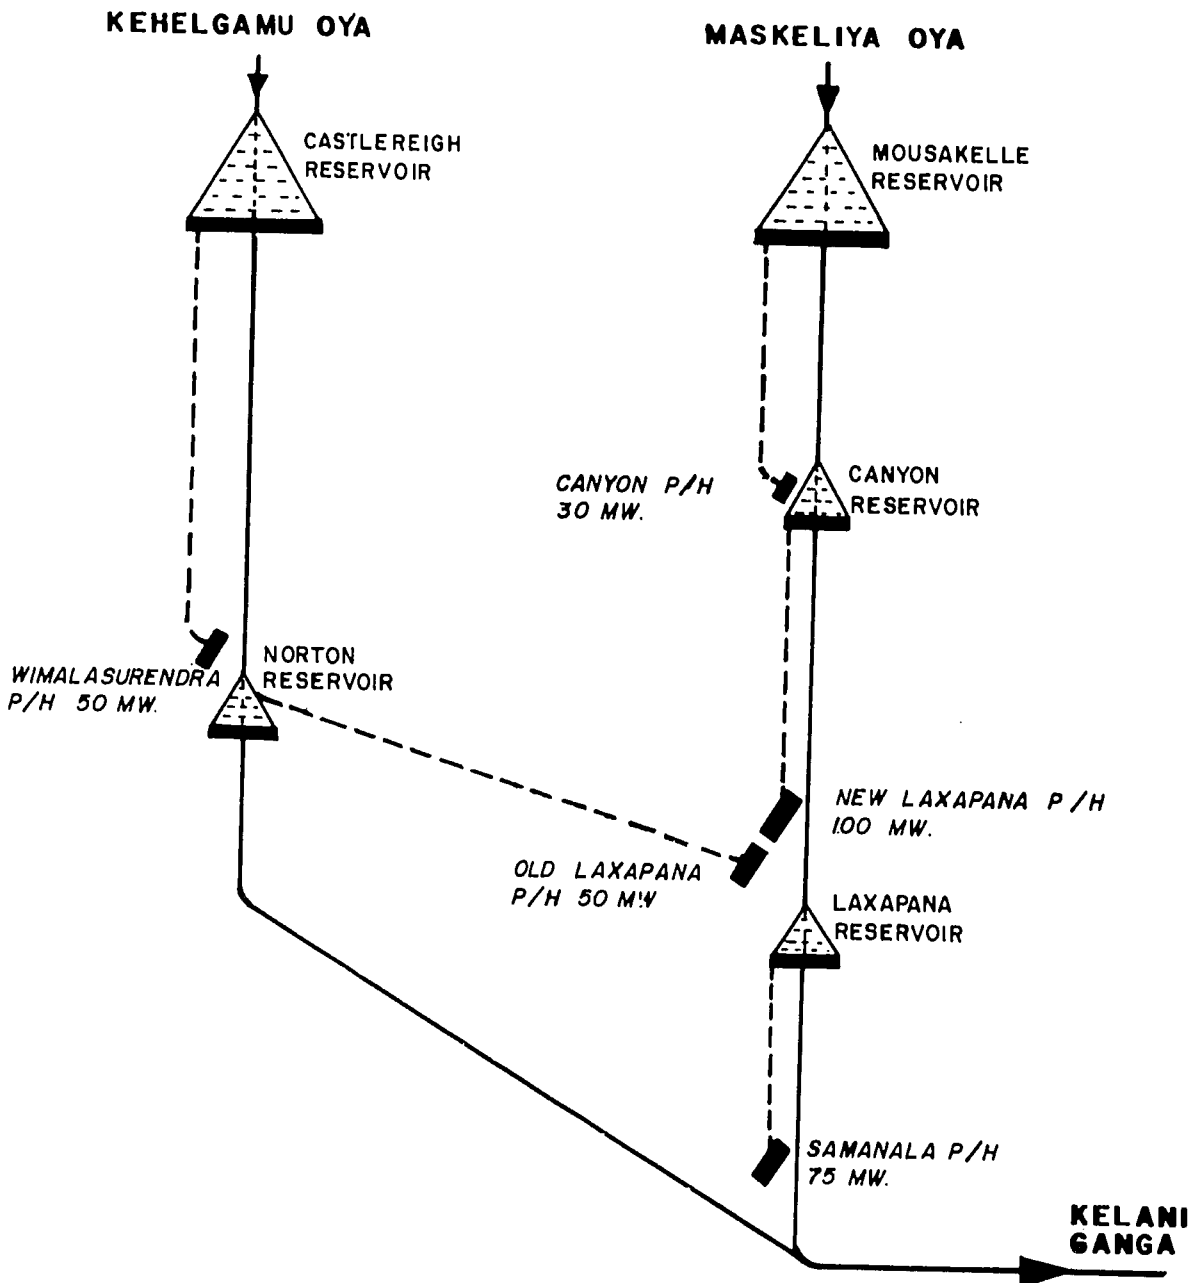 KEHELGAMU OYA
MASKELIYA OYA
CASTLEREIGH
RESERVOIR
MOUSAKELLE
RESERVOIR
CANYON P/H
30 MW.
CANYON
RESERVOIR
WIMALASURENDRA
P/H 50 MW.
NORTON
RESERVOIR
NEW LAXAPANA P/H
100 MW.
OLD LAXAPANA
P/H 50 MW
LAXAPANA
RESERVOIR
SAMANALA P/H
75 MW.
KELANI
GANGA